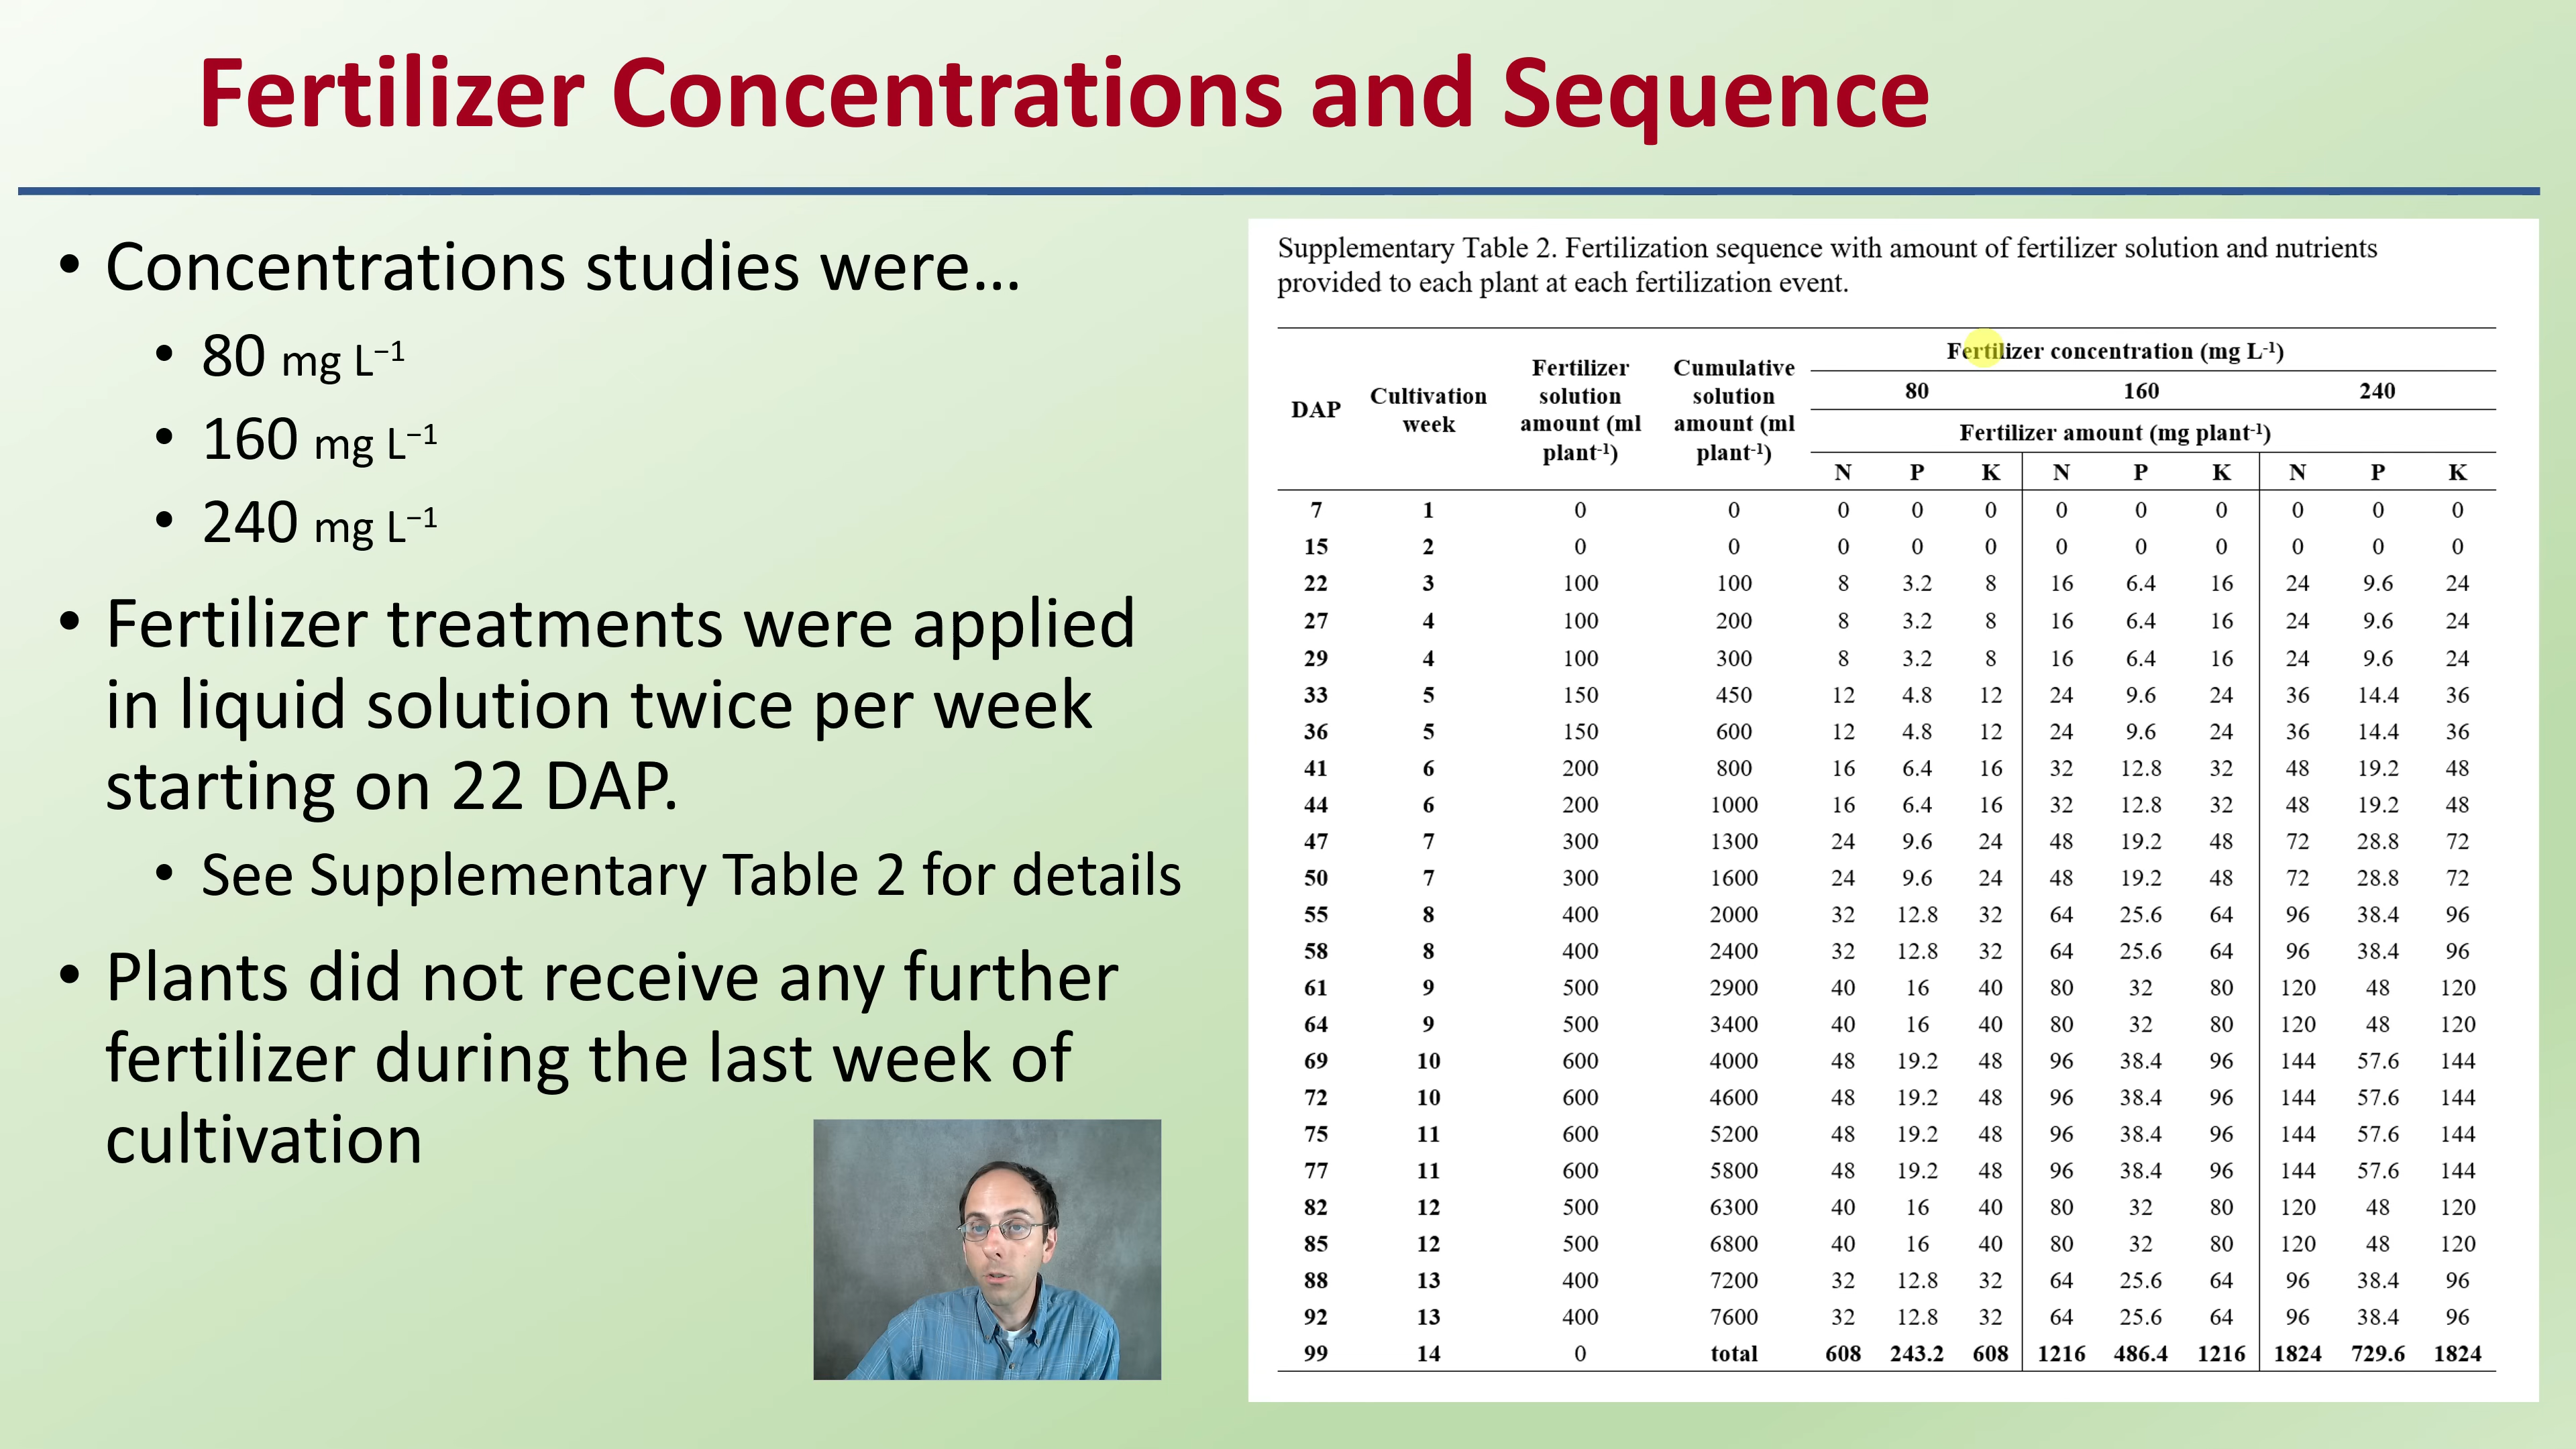 Fertilizer Concentrations and Sequence
• Concentrations studies were...
• 80 mg L⁻¹
• 160 mg L⁻¹
• 240 mg L⁻¹
• Fertilizer treatments were applied
in liquid solution twice per week
starting on 22 DAP.
• See Supplementary Table 2 for details
• Plants did not receive any further
fertilizer during the last week of
cultivation
Supplementary Table 2. Fertilization sequence with amount of fertilizer solution and nutrients
provided to each plant at each fertilization event.
DAP
Cultivation
week
Fertilizer
solution
amount (ml
plant⁻¹)
Cumulative
solution
amount (ml
plant⁻¹)
Fertilizer concentration (mg L⁻¹)
80 160 240
Fertilizer amount (mg plant⁻¹)
N P K N P K N P K
7 1 0 0 0 0 0 0 0 0 0 0 0
15 2 0 0 0 0 0 0 0 0 0 0 0
22 3 100 100 8 3.2 8 16 6.4 16 24 9.6 24
27 4 100 200 8 3.2 8 16 6.4 16 24 9.6 24
29 4 100 300 8 3.2 8 16 6.4 16 24 9.6 24
33 5 150 450 12 4.8 12 24 9.6 24 36 14.4 36
36 5 150 600 12 4.8 12 24 9.6 24 36 14.4 36
41 6 200 800 16 6.4 16 32 12.8 32 48 19.2 48
44 6 200 1000 16 6.4 16 32 12.8 32 48 19.2 48
47 7 300 1300 24 9.6 24 48 19.2 48 72 28.8 72
50 7 300 1600 24 9.6 24 48 19.2 48 72 28.8 72
55 8 400 2000 32 12.8 32 64 25.6 64 96 38.4 96
58 8 400 2400 32 12.8 32 64 25.6 64 96 38.4 96
61 9 500 2900 40 16 40 80 32 80 120 48 120
64 9 500 3400 40 16 40 80 32 80 120 48 120
69 10 600 4000 48 19.2 48 96 38.4 96 144 57.6 144
72 10 600 4600 48 19.2 48 96 38.4 96 144 57.6 144
75 11 600 5200 48 19.2 48 96 38.4 96 144 57.6 144
77 11 600 5800 48 19.2 48 96 38.4 96 144 57.6 144
82 12 500 6300 40 16 40 80 32 80 120 48 120
85 12 500 6800 40 16 40 80 32 80 120 48 120
88 13 400 7200 32 12.8 32 64 25.6 64 96 38.4 96
92 13 400 7600 32 12.8 32 64 25.6 64 96 38.4 96
99 14 0 total 608 243.2 608 1216 486.4 1216 1824 729.6 1824